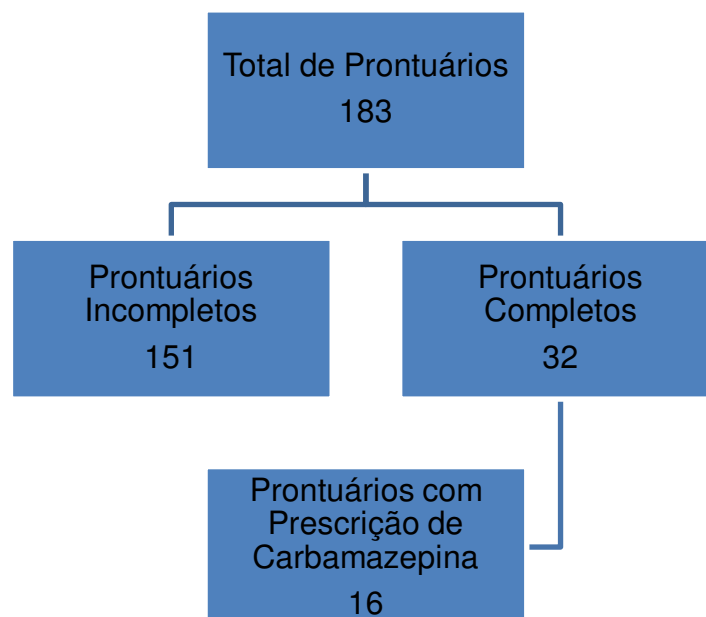 Total de Prontuários
183
Prontuários
Incompletos
151
Prontuários
Completos
32
Prontuários com
Prescrição de
Carbamazepina
16